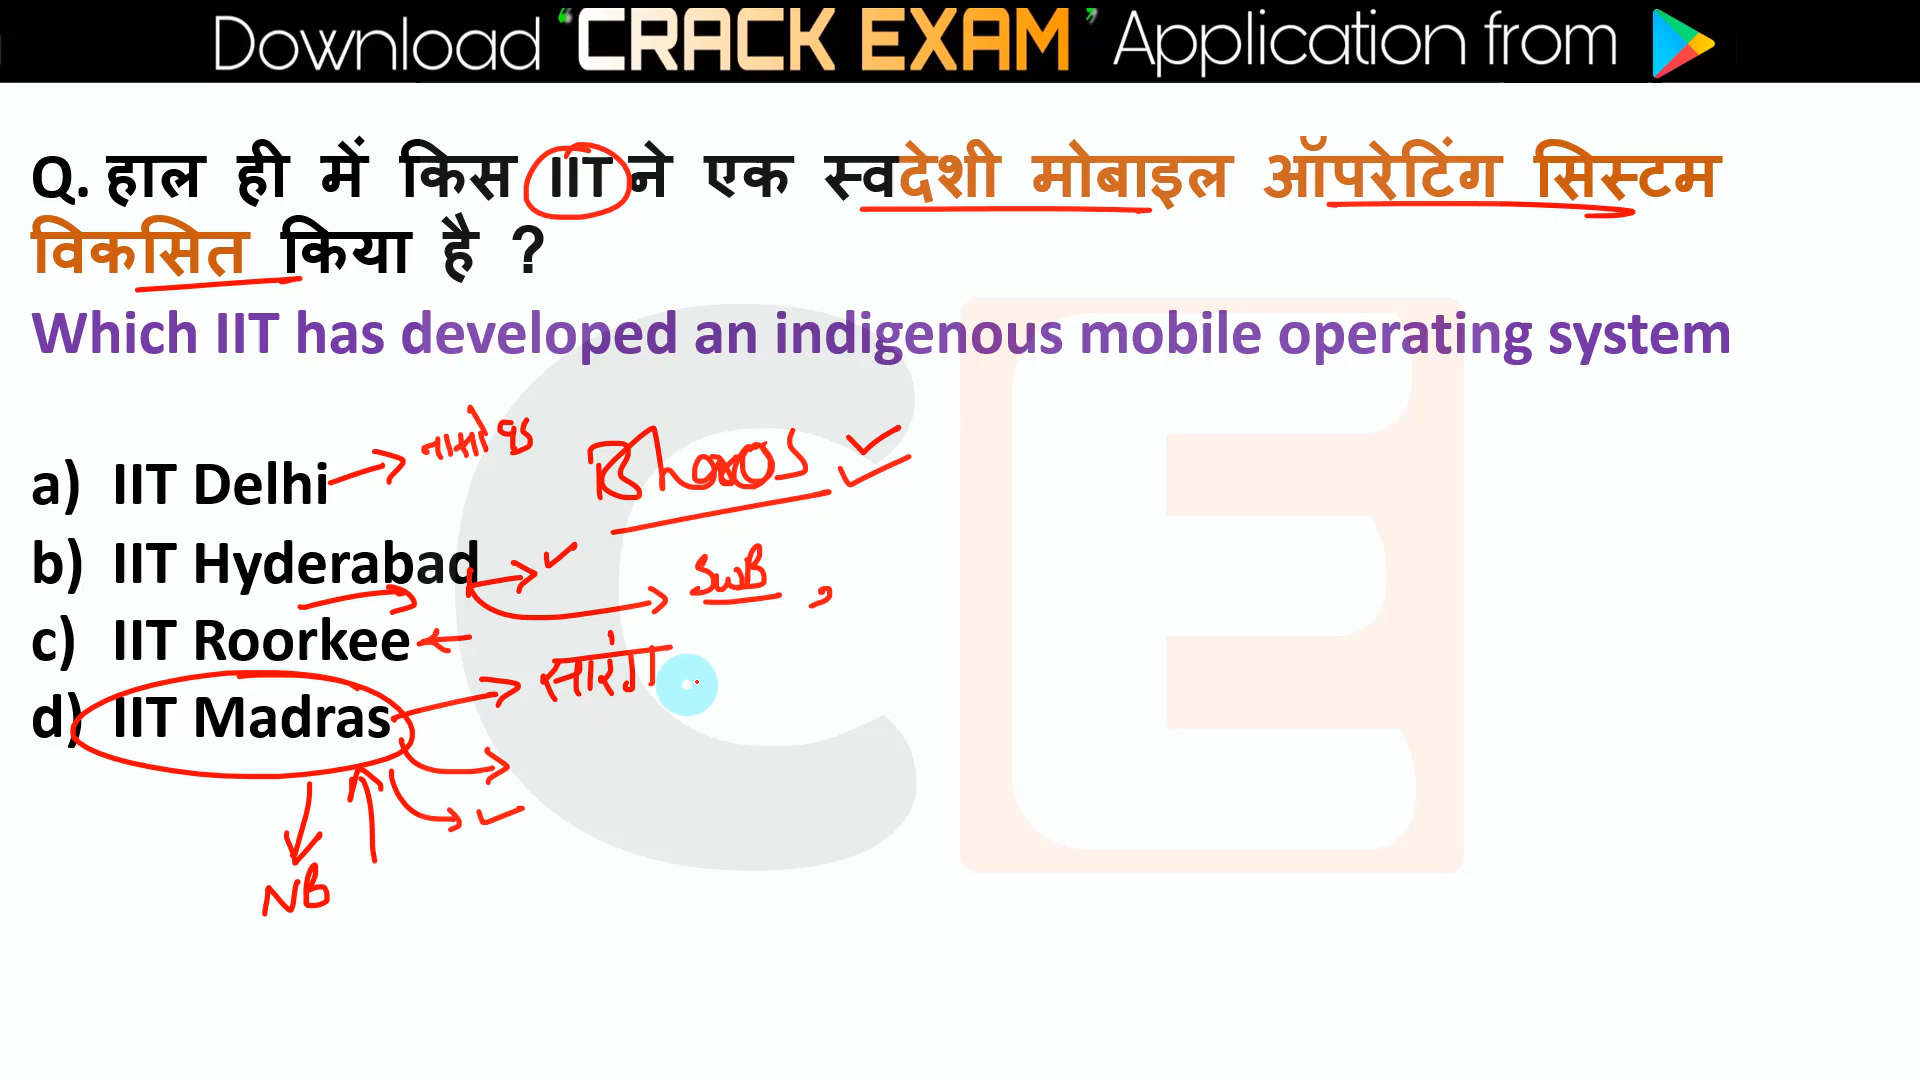 Download ‘CRACK EXAM’ Application from
Q. हाल ही में किस IIT ने एक स्वदेशी मोबाइल ऑपरेटिंग सिस्टम
विकसित किया है ?
Which IIT has developed an indigenous mobile operating system
a) IIT Delhi
Bharos
b) IIT Hyderabad
SWB ,
c) IIT Roorkee
सारंग
d) IIT Madras
NB
CE